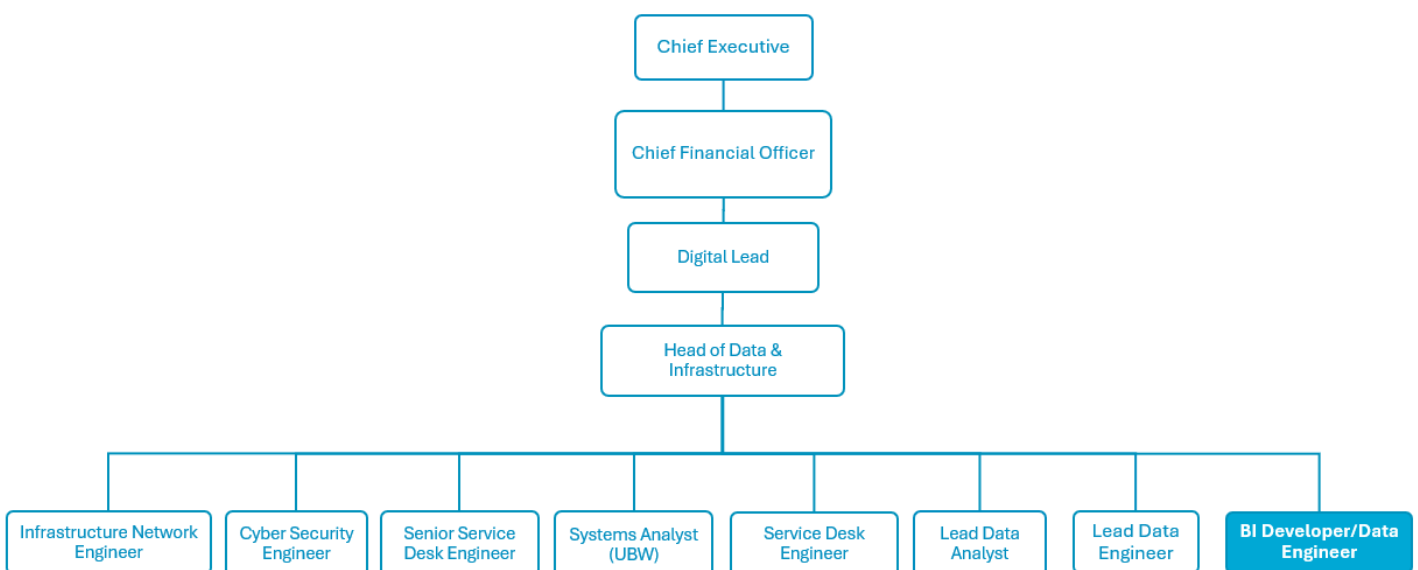 Chief Executive
Chief Financial Officer
Digital Lead
Head of Data &
Infrastructure
Infrastructure Network
Engineer
Cyber Security
Engineer
Senior Service
Desk Engineer
Systems Analyst
(UBW)
Service Desk
Engineer
Lead Data
Analyst
Lead Data
Engineer
BI Developer/Data
Engineer